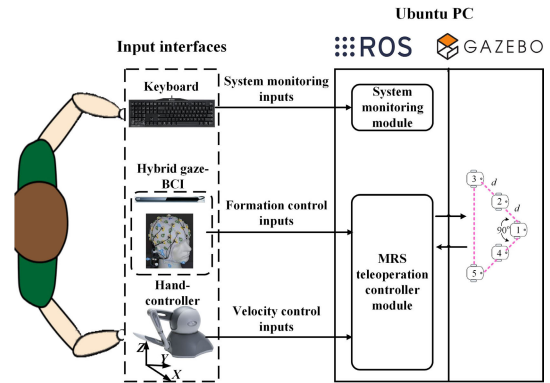 Ubuntu PC
Input interfaces
ROS
GAZEBO
Keyboard
System monitoring
inputs
System
monitoring
module
Hybrid gaze-
BCI
Formation control
inputs
MRS
teleoperation
controller
module
Hand-
controller
Velocity control
inputs
Z
Y
X
3
d
2
d
1
90°
4
5